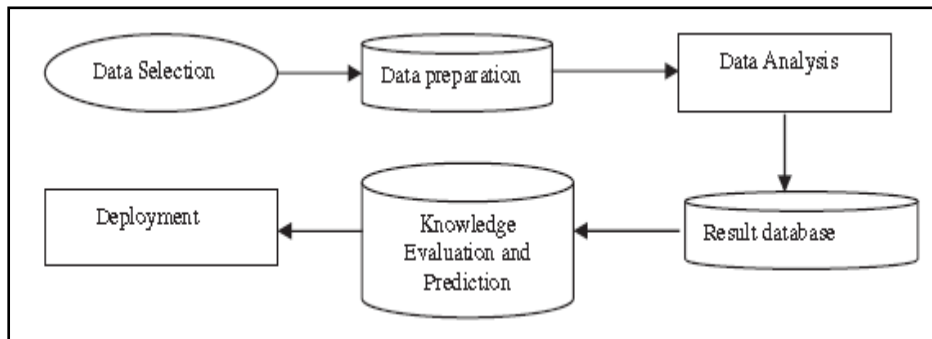 Data Selection
Data preparation
Data Analysis
Deployment
Knowledge
Evaluation and
Prediction
Result database